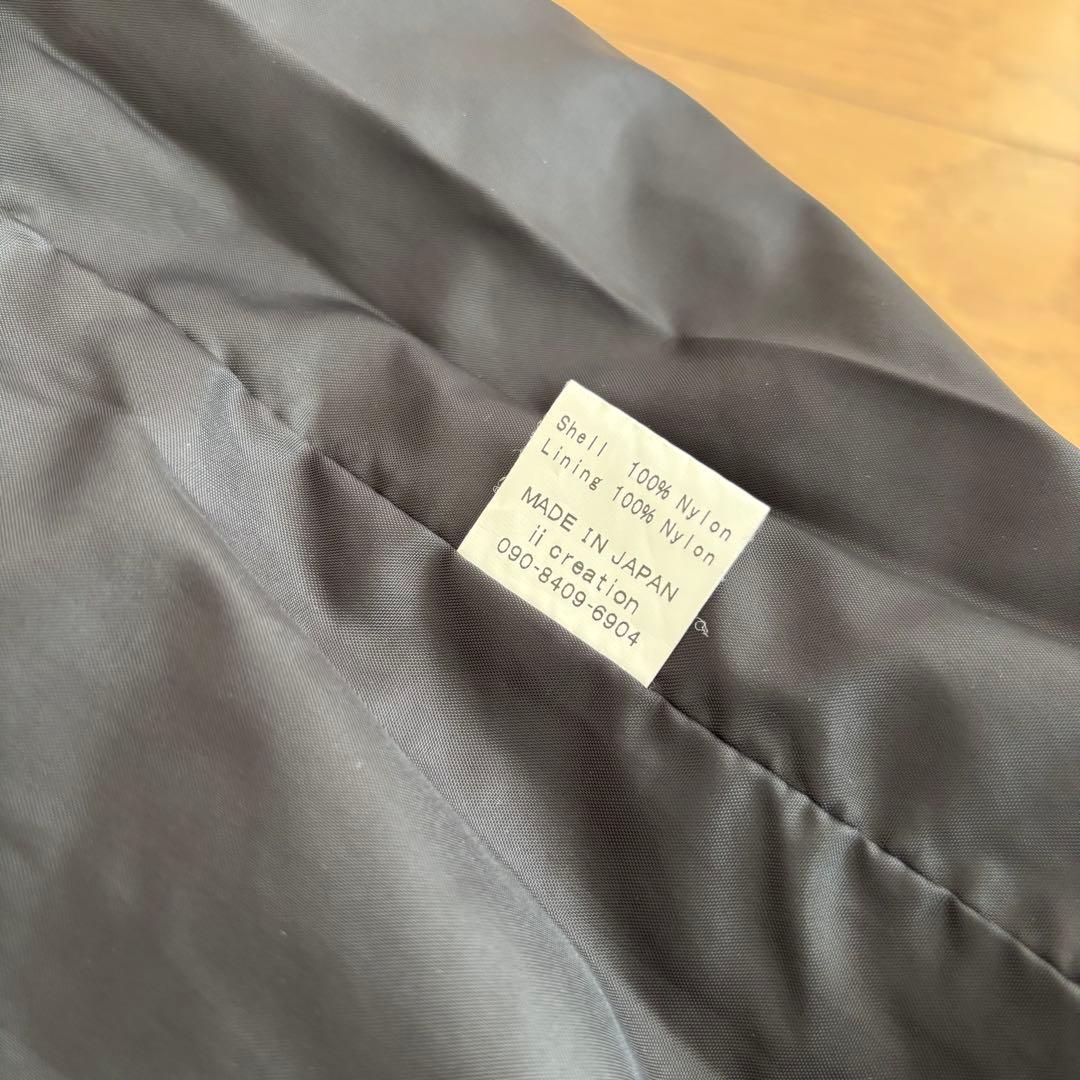 Shell 100% Nylon
Lining 100% Nylon
MADE IN JAPAN
ii creation
090-8409-6904